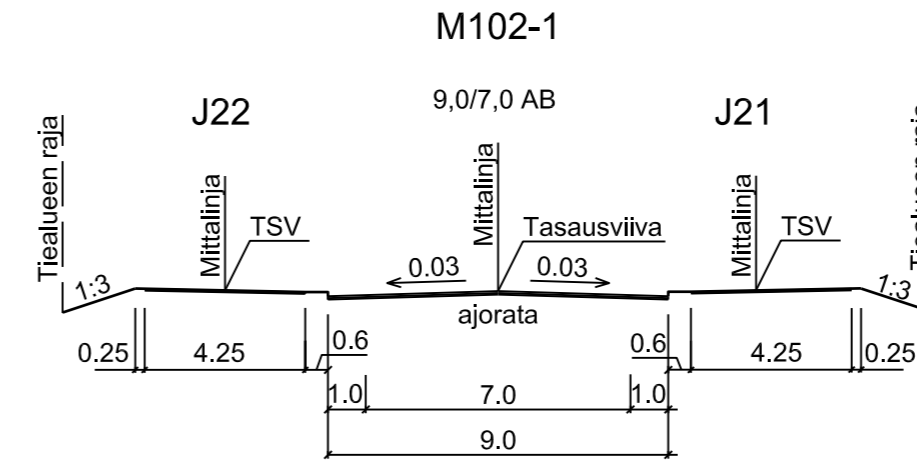 M102-1
9,0/7,0 AB
J22
J21
Tiealueen raja
Mittalinja
TSV
Mittalinja
Tasausviiva
Mittalinja
TSV
Tiealueen raja
1:3
0.03
0.03
1:3
ajorata
0.25
4.25
0.6
0.6
4.25
0.25
1.0
7.0
1.0
9.0